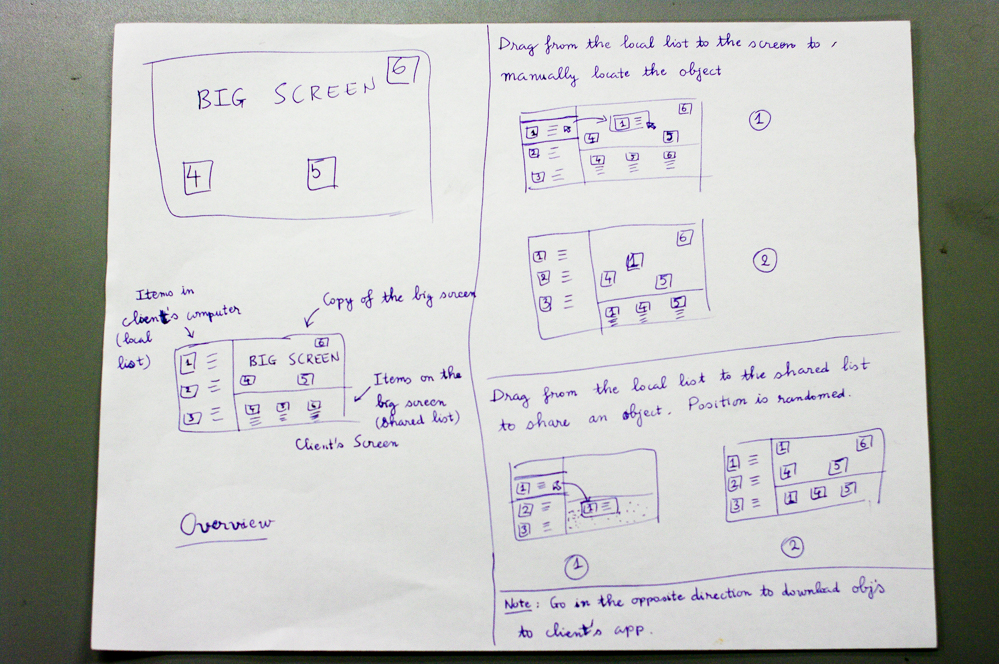 BIG SCREEN
6
4
5
Items in
client's computer
(local
list)
Copy of the big screen
1
2
3
BIG SCREEN
6
4
5
4 5 6
Items on the
big screen
(shared list)
Client's Screen
Overview
Drag from the local list to the screen to
manually locate the object
1
2
3
1
6
4
5
4 5 6
1
1
2
3
6
1
4
5
1 4 5
2
Drag from the local list to the shared list
to share an object. Position is randomed.
1
2
3
1
1
1
2
3
1
6
4
5
1 4 5
2
Note: Go in the opposite direction to download obj's
to client's app.